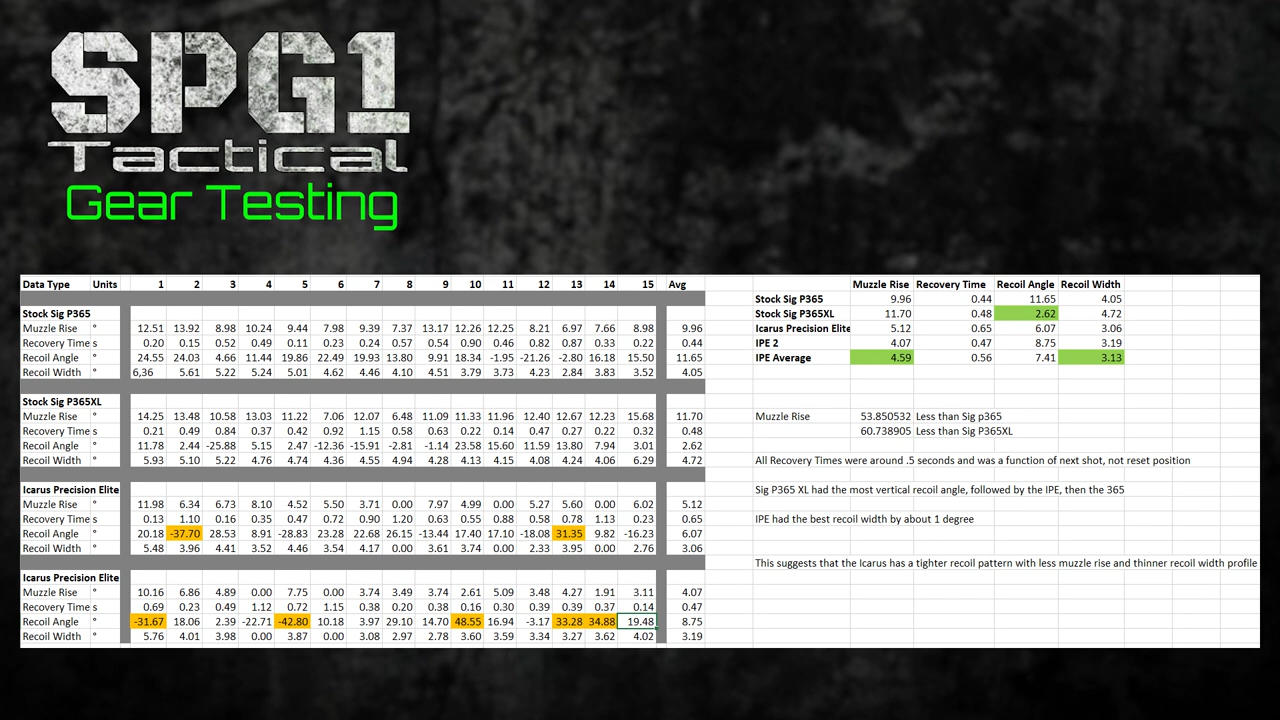 SPG1
Tactical
Gear Testing
Data Type Units 1 2 3 4 5 6 7 8 9 10 11 12 13 14 15 Avg
Stock Sig P365
Muzzle Rise ° 12.51 13.92 8.98 10.24 9.44 7.98 9.39 7.37 13.17 12.26 12.25 8.21 6.97 7.66 8.98 9.96
Recovery Time s 0.20 0.15 0.52 0.49 0.11 0.23 0.24 0.57 0.54 0.90 0.46 0.82 0.87 0.33 0.22 0.44
Recoil Angle ° 24.55 24.03 4.66 11.44 19.86 22.49 19.93 13.80 9.91 18.34 -1.95 -21.26 -2.80 16.18 15.50 11.65
Recoil Width ° 6,36 5.61 5.22 5.24 5.01 4.62 4.46 4.10 4.51 3.79 3.73 4.23 2.84 3.83 3.52 4.05
Stock Sig P365XL
Muzzle Rise ° 14.25 13.48 10.58 13.03 11.22 7.06 12.07 6.48 11.09 11.33 11.96 12.40 12.67 12.23 15.68 11.70
Recovery Time s 0.21 0.49 0.84 0.37 0.42 0.92 1.15 0.58 0.63 0.22 0.14 0.47 0.27 0.22 0.32 0.48
Recoil Angle ° 11.78 2.44 -25.88 5.15 2.47 -12.36 -15.91 -2.81 -1.14 23.58 15.60 11.59 13.80 7.94 3.01 2.62
Recoil Width ° 5.93 5.10 5.22 4.76 4.74 4.36 4.55 4.94 4.28 4.13 4.15 4.08 4.24 4.06 6.29 4.72
Icarus Precision Elite
Muzzle Rise ° 11.98 6.34 6.73 8.10 4.52 5.50 3.71 0.00 7.97 4.99 0.00 5.27 5.60 0.00 6.02 5.12
Recovery Time s 0.13 1.10 0.16 0.35 0.47 0.72 0.90 1.20 0.63 0.55 0.88 0.58 0.78 1.13 0.23 0.65
Recoil Angle ° 20.18 -37.70 28.53 8.91 -28.83 23.28 22.68 26.15 -13.44 17.40 17.10 -18.08 31.35 9.82 -16.23 6.07
Recoil Width ° 5.48 3.96 4.41 3.52 4.46 3.54 4.17 0.00 3.61 3.74 0.00 2.33 3.95 0.00 2.76 3.06
Icarus Precision Elite
Muzzle Rise ° 10.16 6.86 4.89 0.00 7.75 0.00 3.74 3.49 3.74 2.61 5.09 3.48 4.27 1.91 3.11 4.07
Recovery Time s 0.69 0.23 0.49 1.12 0.72 1.15 0.38 0.20 0.38 0.16 0.30 0.39 0.39 0.37 0.14 0.47
Recoil Angle ° -31.67 18.06 2.39 -22.71 -42.80 10.18 3.97 29.10 14.70 48.55 16.94 -3.17 33.28 34.88 19.48 8.75
Recoil Width ° 5.76 4.01 3.98 0.00 3.87 0.00 3.08 2.97 2.78 3.60 3.59 3.34 3.27 3.62 4.02 3.19
Muzzle Rise Recovery Time Recoil Angle Recoil Width
Stock Sig P365 9.96 0.44 11.65 4.05
Stock Sig P365XL 11.70 0.48 2.62 4.72
Icarus Precision Elite 5.12 0.65 6.07 3.06
IPE 2 4.07 0.47 8.75 3.19
IPE Average 4.59 0.56 7.41 3.13
Muzzle Rise 53.850532 Less than Sig p365
60.738905 Less than Sig P365XL
All Recovery Times were around .5 seconds and was a function of next shot, not reset position
Sig P365 XL had the most vertical recoil angle, followed by the IPE, then the 365
IPE had the best recoil width by about 1 degree
This suggests that the Icarus has a tighter recoil pattern with less muzzle rise and thinner recoil width profile